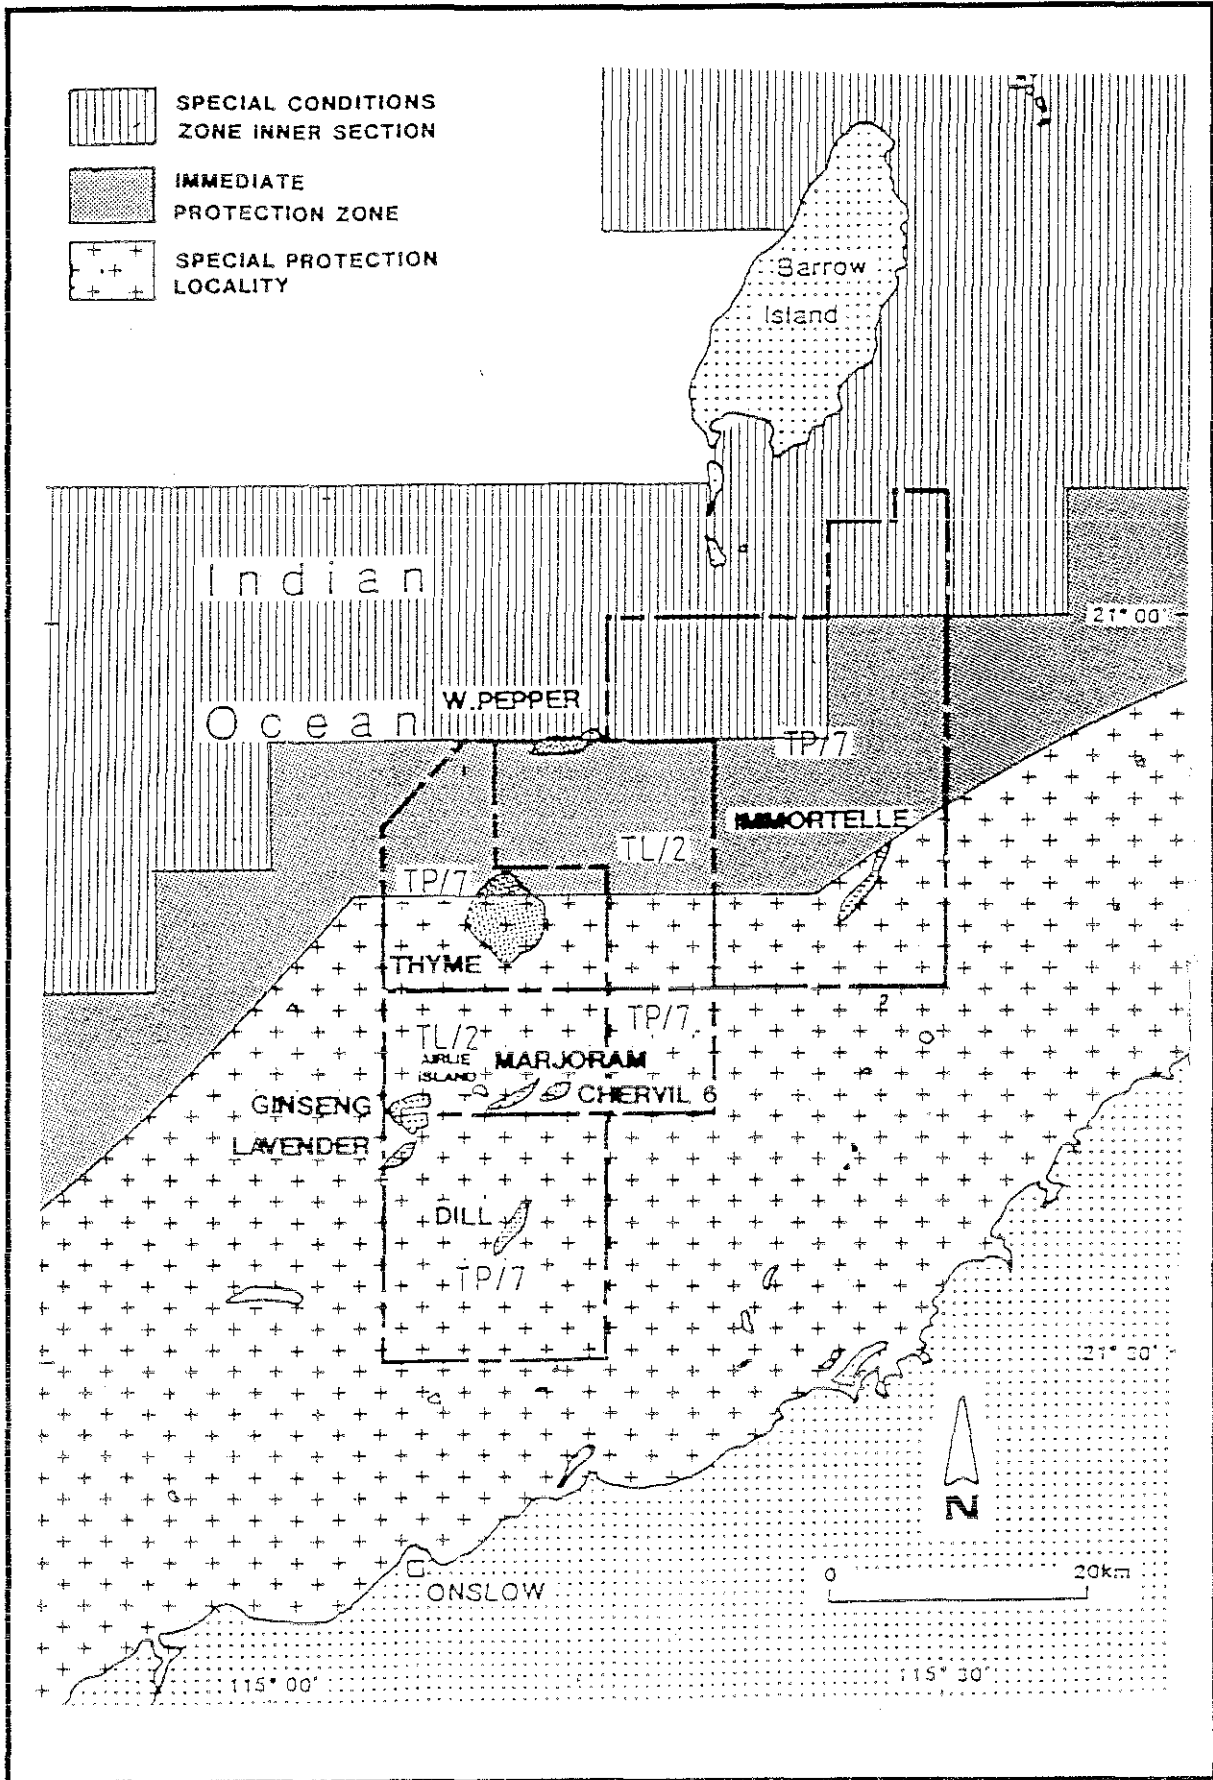 SPECIAL CONDITIONS
ZONE INNER SECTION
IMMEDIATE
PROTECTION ZONE
SPECIAL PROTECTION
LOCALITY
Barrow
Island
Indian
21° 00'
W. PEPPER
Ocean
TP/7
IMMORTELLE
TL/2
TP/7
THYME
TP/7
TL/2
AIRLIE
ISLAND
MARJORAM
GINSENG
CHERVIL 6
LAVENDER
DILL
TP/7
21° 30'
N
0
20km
ONSLOW
115° 00'
115° 30'